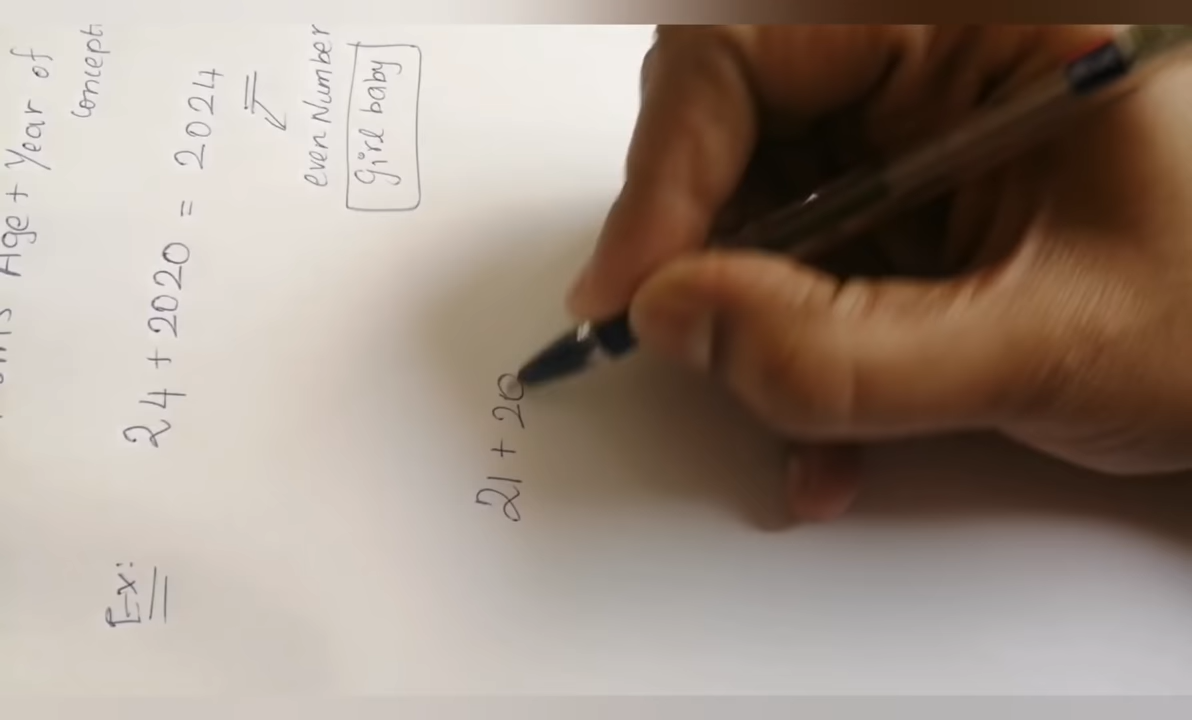 Age + Year of
concept
Ex:
24 + 2020 = 2024
even Number
Girl baby
21 + 20